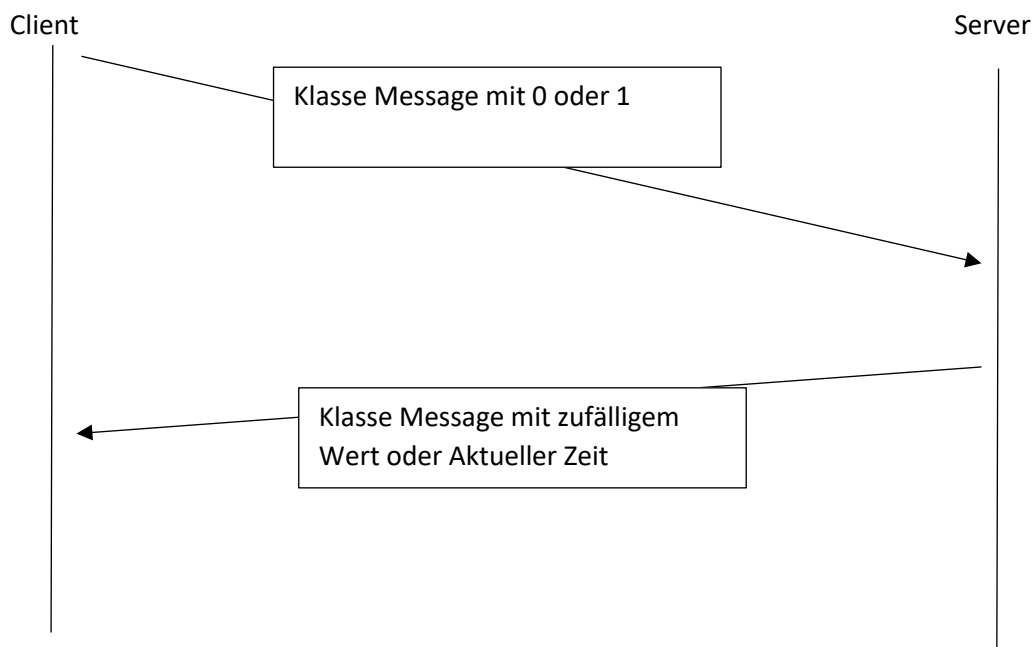 Client
Server
Klasse Message mit 0 oder 1
Klasse Message mit zufälligem
Wert oder Aktueller Zeit